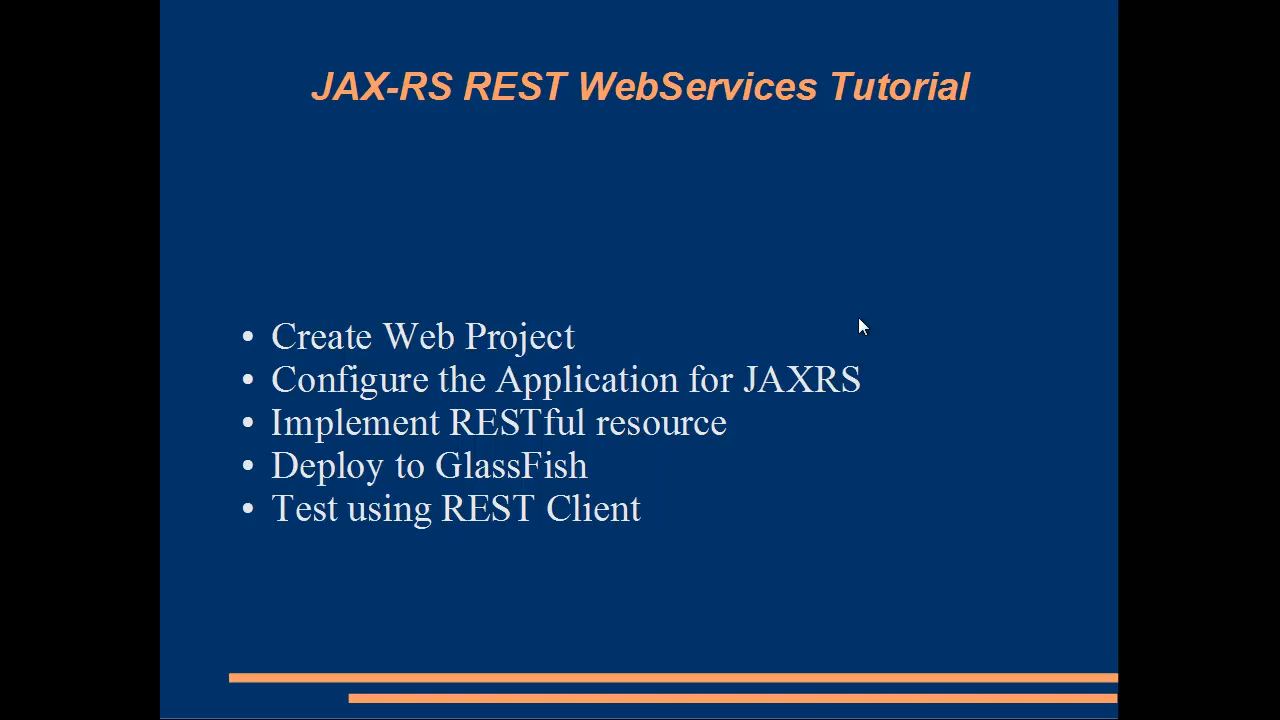 JAX-RS REST WebServices Tutorial
• Create Web Project
• Configure the Application for JAXRS
• Implement RESTful resource
• Deploy to GlassFish
• Test using REST Client